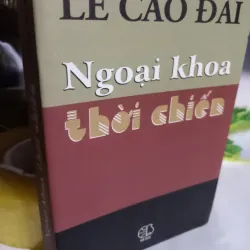 LÊ CAO ĐÀI
Ngoại khoa
thời chiến